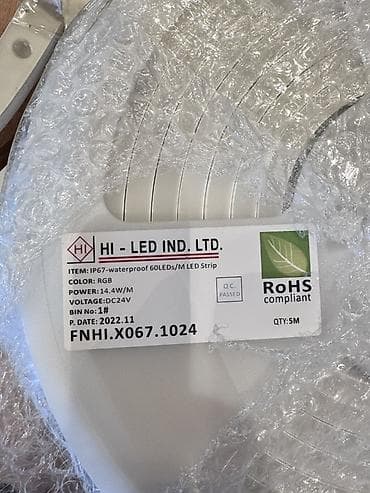 HI HI - LED IND. LTD.
ITEM: IP67-waterproof 60LEDs/M LED Strip
COLOR: RGB
POWER: 14.4W/M
VOLTAGE: DC24V
BIN No: 1#
P. DATE: 2022.11
FNHI.X067.1024
Q.C.
PASSED
RoHS
compliant
QTY: 5M